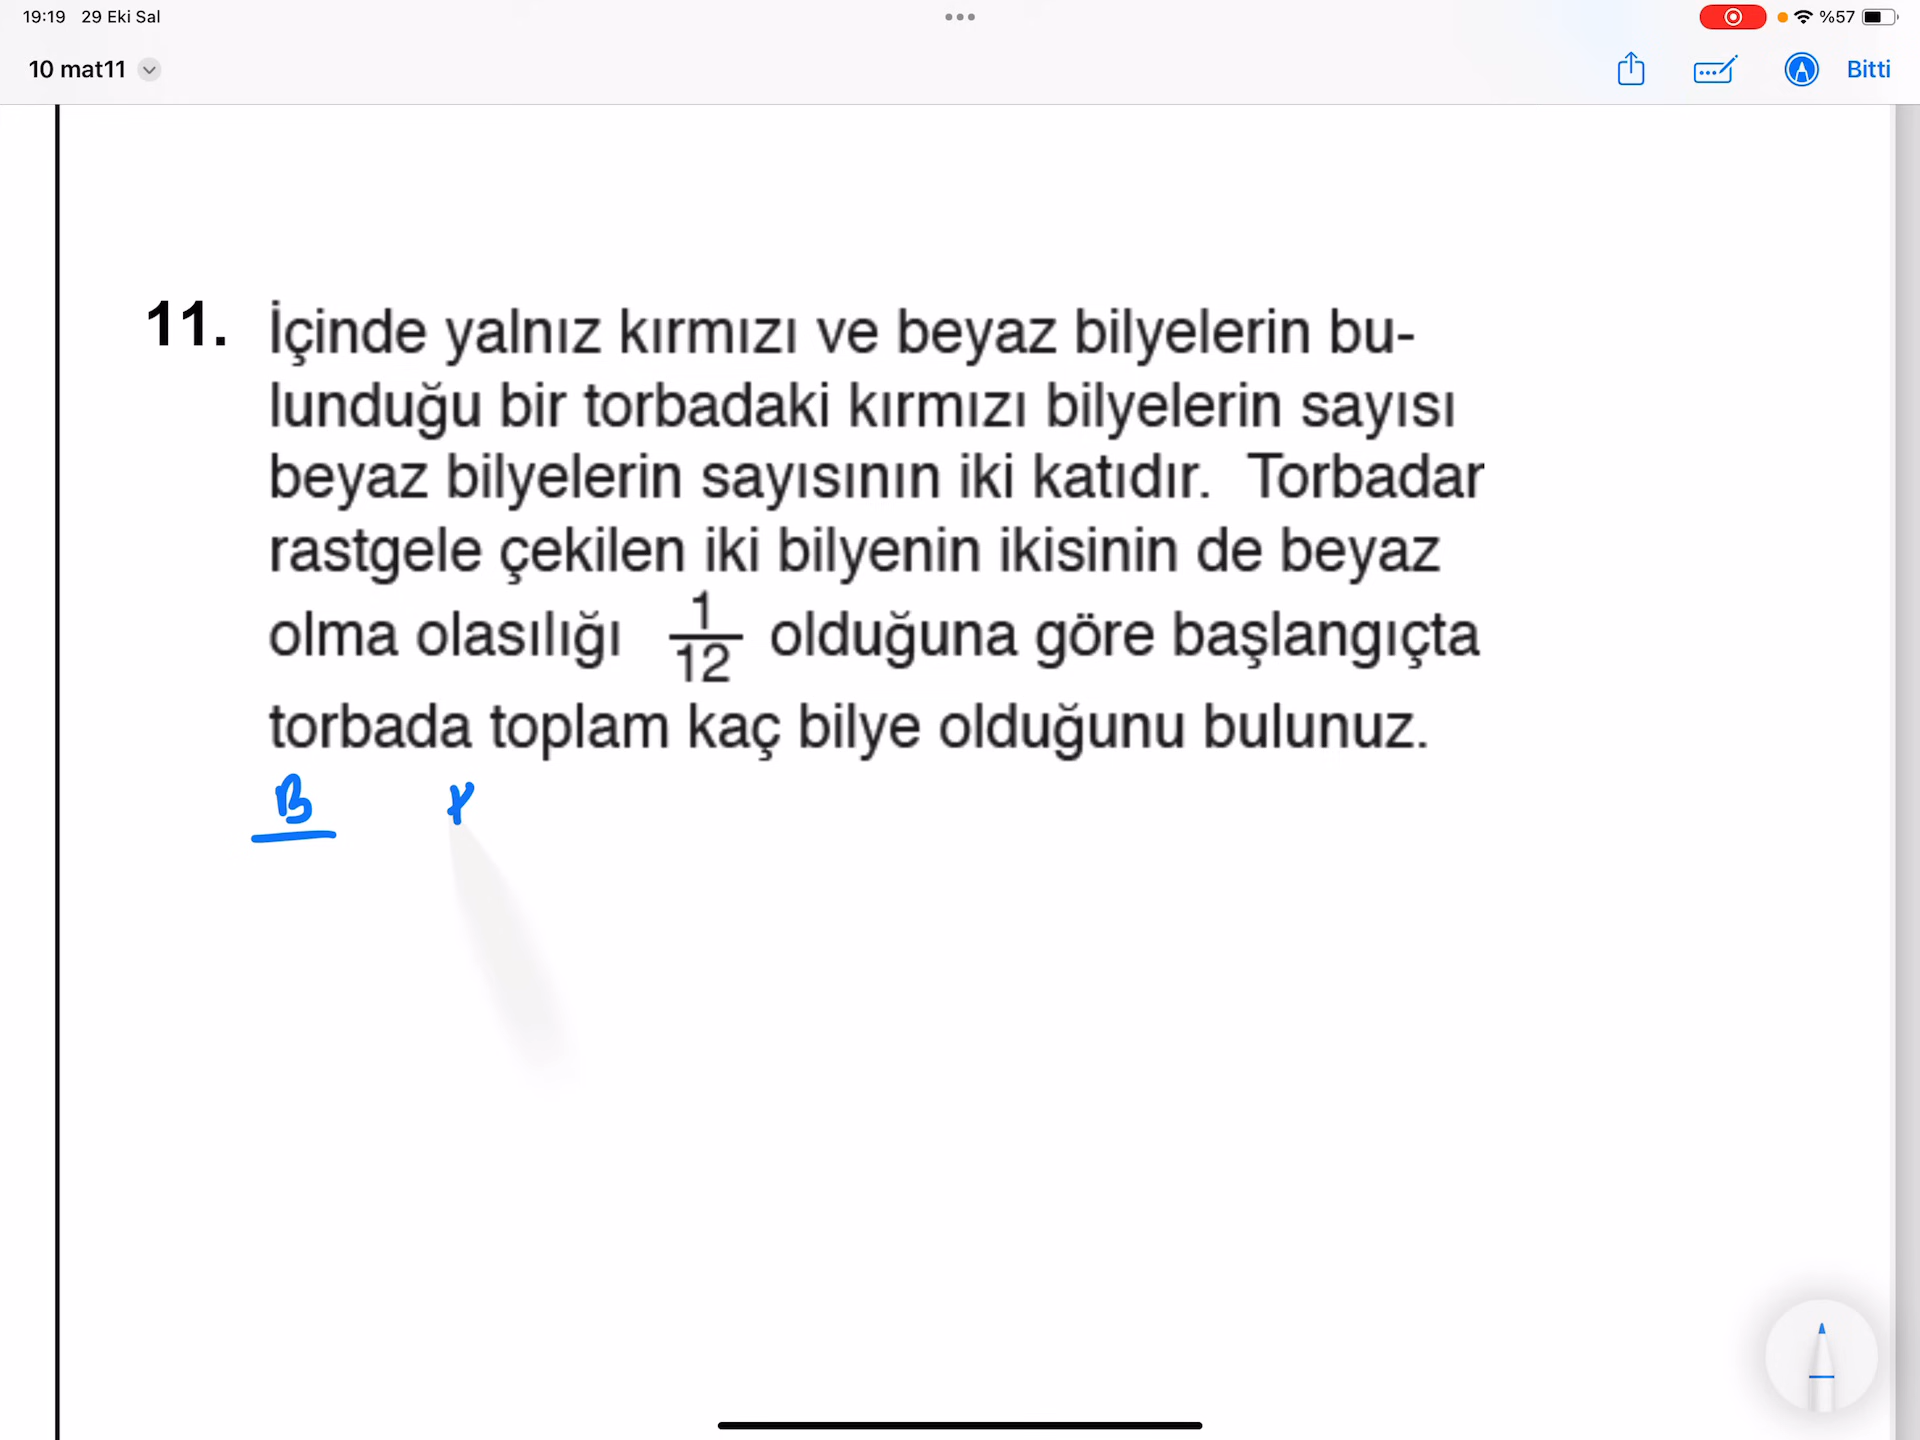 19:19 29 Eki Sal
%57
10 mat11
Bitti
11. İçinde yalnız kırmızı ve beyaz bilyelerin bu-
lunduğu bir torbadaki kırmızı bilyelerin sayısı
beyaz bilyelerin sayısının iki katıdır. Torbadar
rastgele çekilen iki bilyenin ikisinin de beyaz
olma olasılığı 1/12 olduğuna göre başlangıçta
torbada toplam kaç bilye olduğunu bulunuz.
B